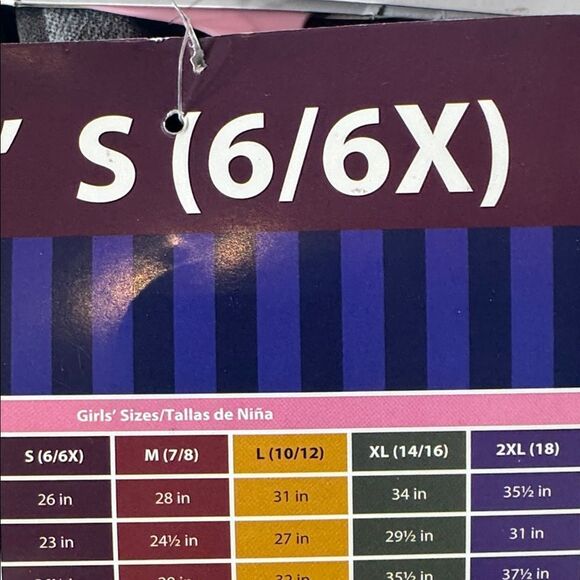 ' S (6/6X)
Girls' Sizes/Tallas de Niña
S (6/6X) M (7/8) L (10/12) XL (14/16) 2XL (18)
26 in 28 in 31 in 34 in 35½ in
23 in 24½ in 27 in 29½ in 31 in
32 in 35½ in 37½ in